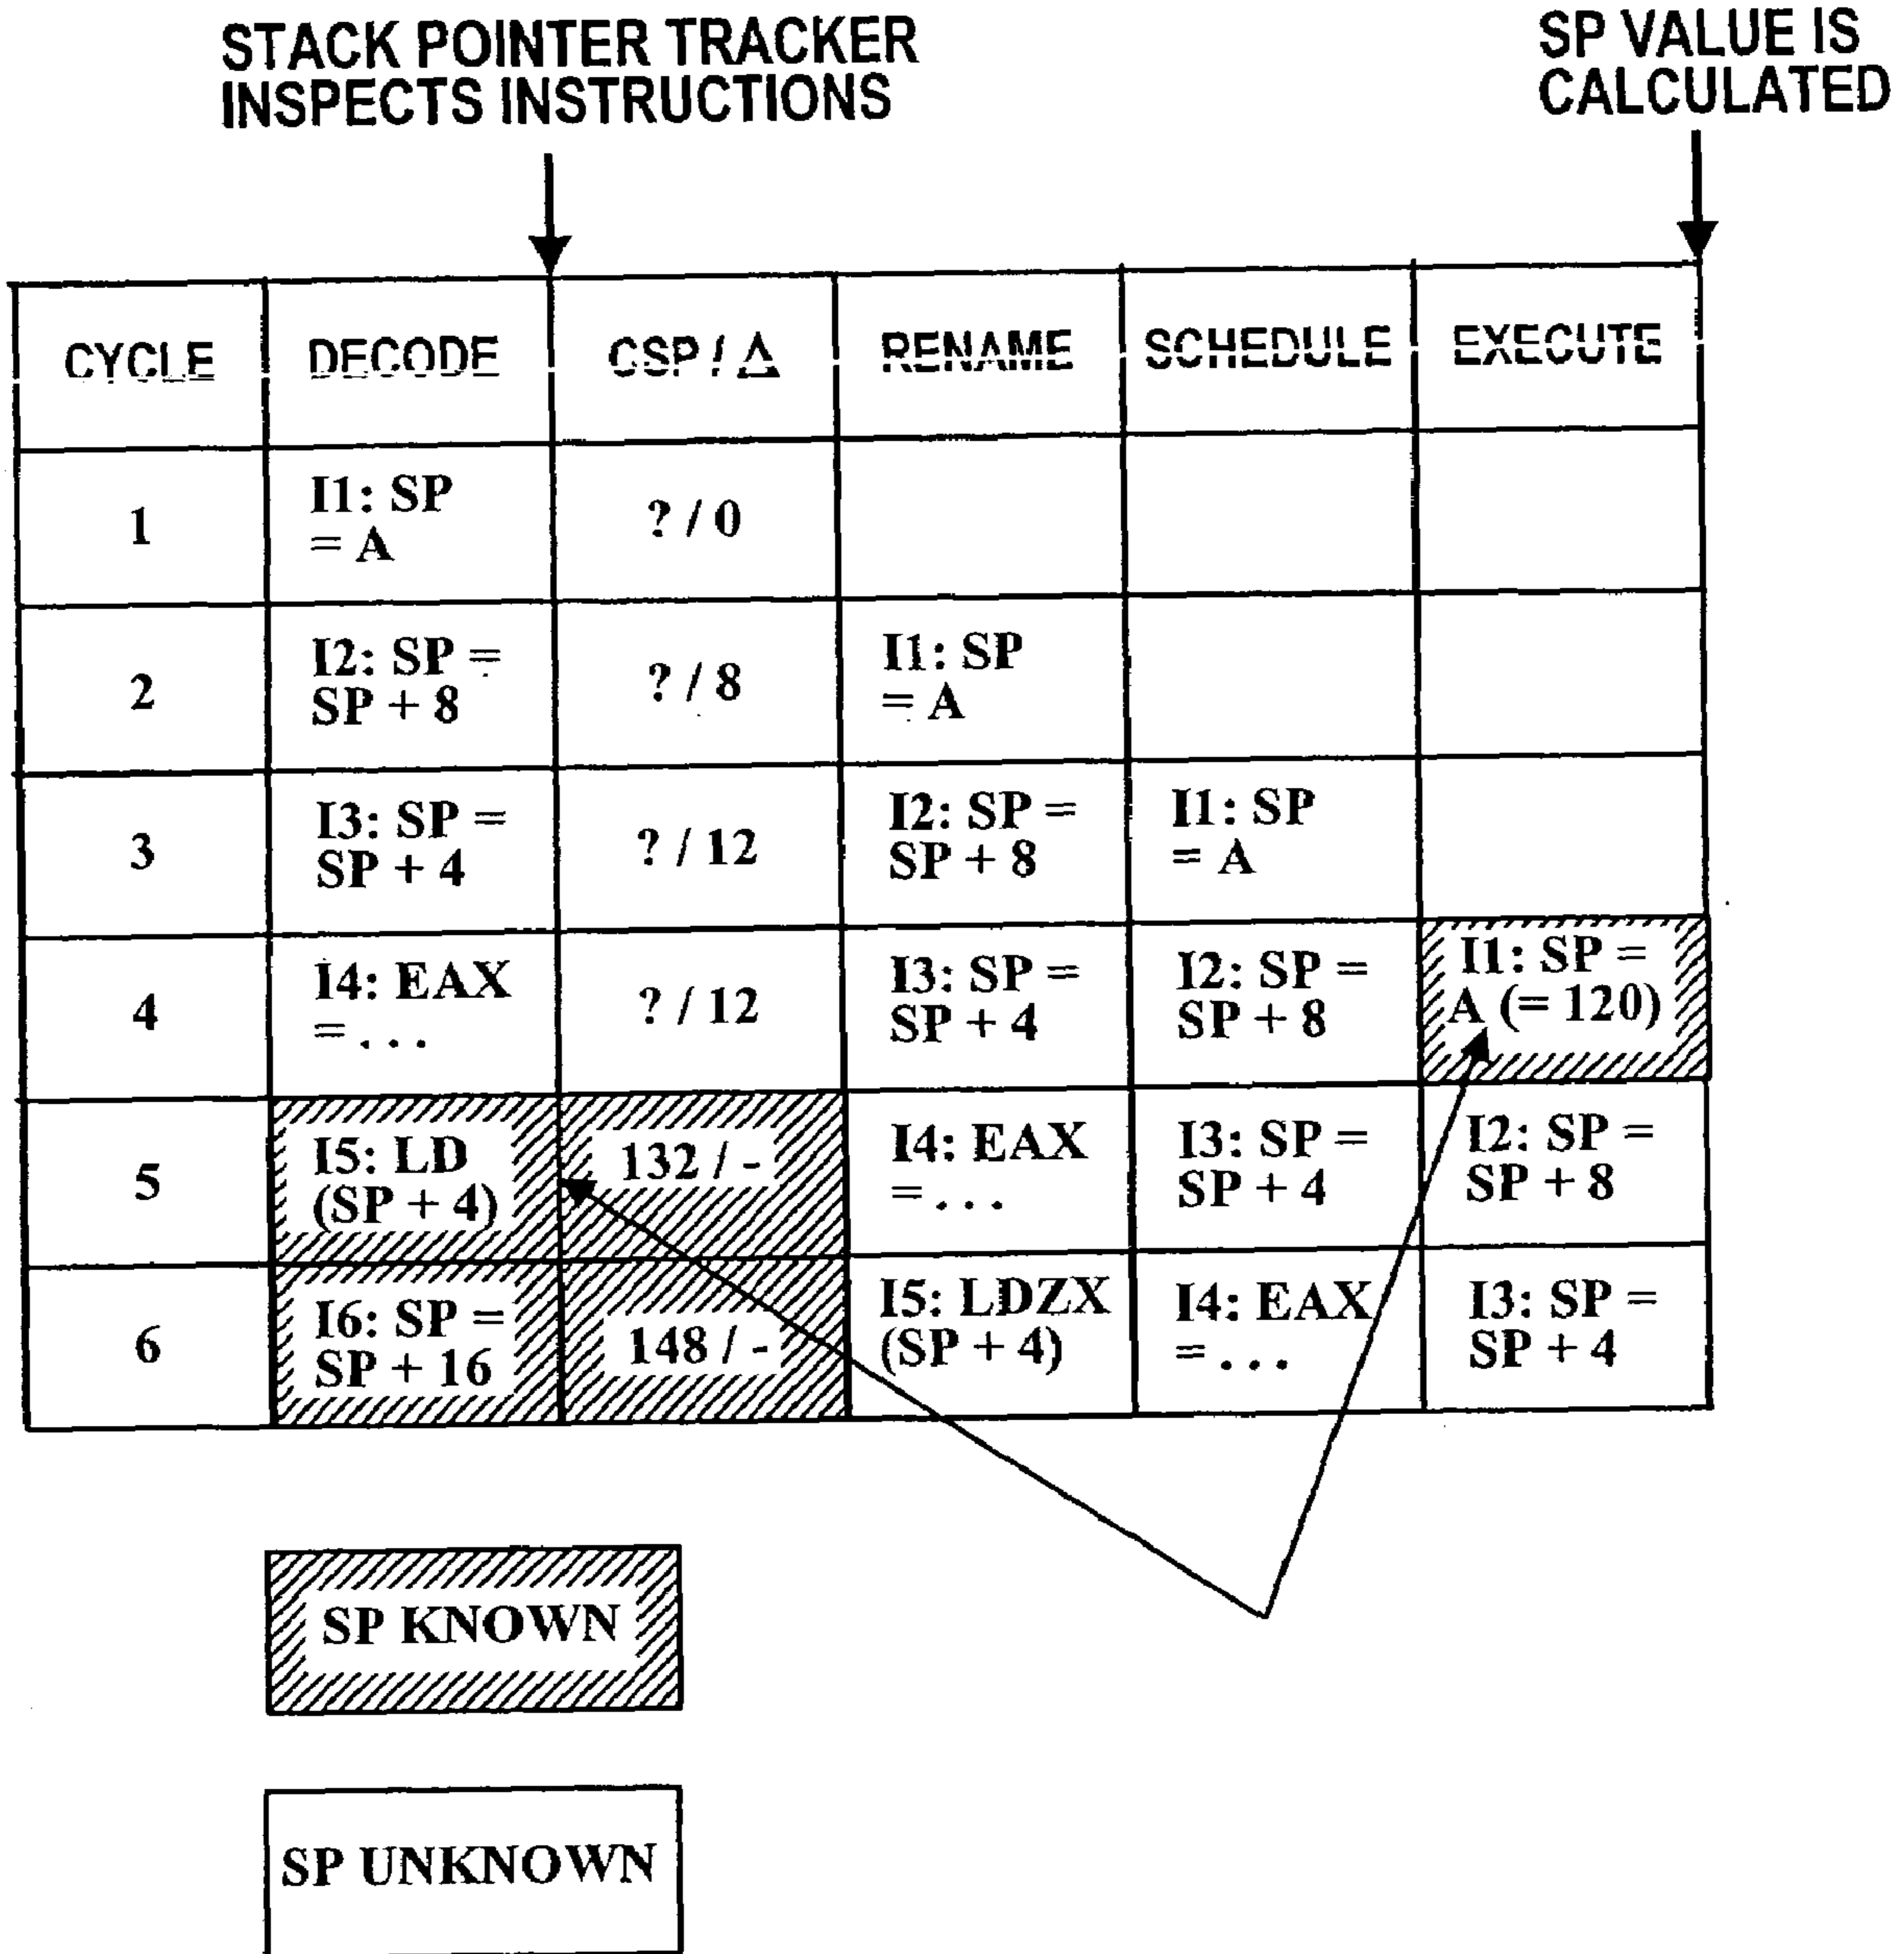 STACK POINTER TRACKER
INSPECTS INSTRUCTIONS
SP VALUE IS
CALCULATED
CYCLE DECODE CSP / Δ RENAME SCHEDULE EXECUTE
1
I1: SP
= A
? / 0
2
I2: SP =
SP + 8
? / 8
I1: SP
= A
3
I3: SP =
SP + 4
? / 12
I2: SP =
SP + 8
I1: SP
= A
4
I4: EAX
= . . .
? / 12
I3: SP =
SP + 4
I2: SP =
SP + 8
I1: SP =
A (= 120)
5
I5: LD
(SP + 4)
132 / -
I4: EAX
= . . .
I3: SP =
SP + 4
I2: SP =
SP + 8
6
I6: SP =
SP + 16
148 / -
I5: LDZX
(SP + 4)
I4: EAX
= . . .
I3: SP =
SP + 4
SP KNOWN
SP UNKNOWN